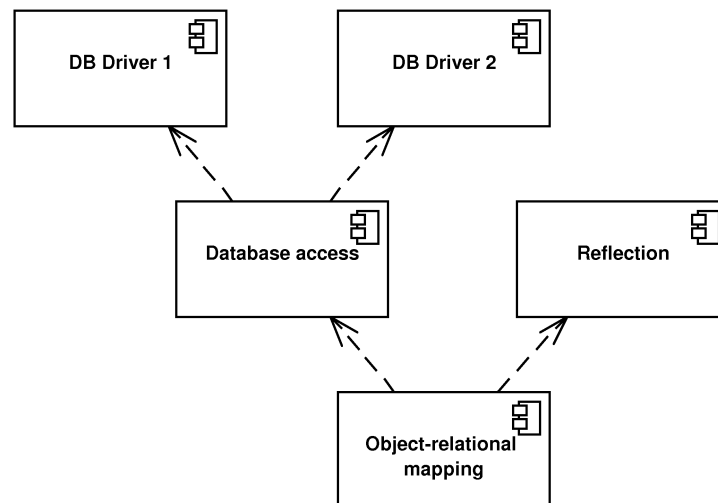 DB Driver 1
DB Driver 2
Database access
Reflection
Object-relational
mapping